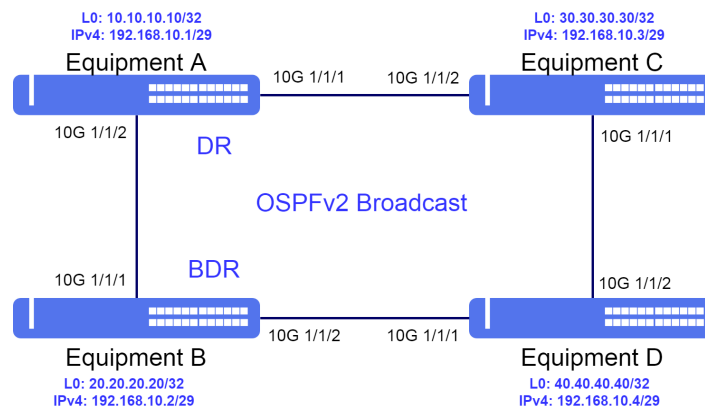 L0: 10.10.10.10/32
IPv4: 192.168.10.1/29
Equipment A
L0: 30.30.30.30/32
IPv4: 192.168.10.3/29
Equipment C
10G 1/1/1
10G 1/1/2
10G 1/1/2
DR
10G 1/1/1
OSPFv2 Broadcast
10G 1/1/1
BDR
10G 1/1/2
10G 1/1/2
10G 1/1/1
Equipment B
L0: 20.20.20.20/32
IPv4: 192.168.10.2/29
Equipment D
L0: 40.40.40.40/32
IPv4: 192.168.10.4/29